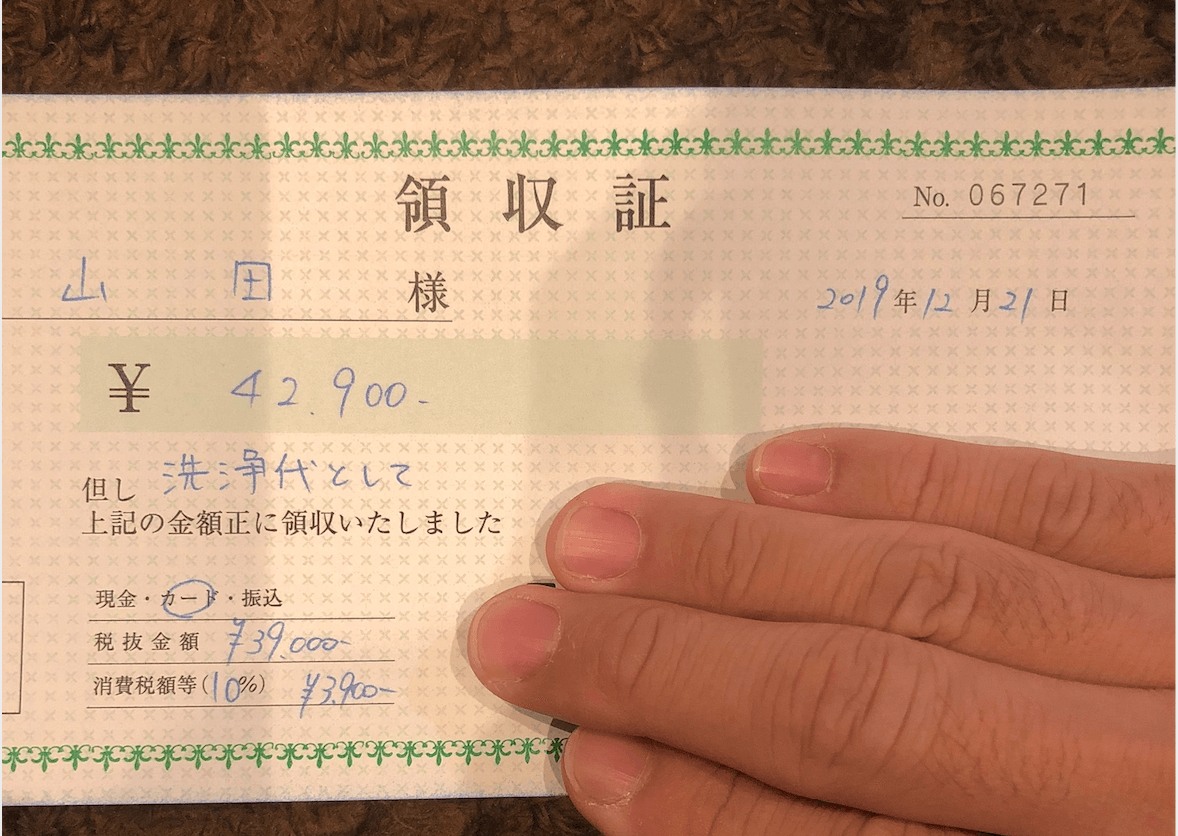 領収証
No. 067271
山田 様
2019年12月21日
¥ 42.900-
但し 洗浄代として
上記の金額正に領収いたしました
現金・カード・振込
税抜金額 ¥39.000-
消費税額等(10%) ¥3.900-